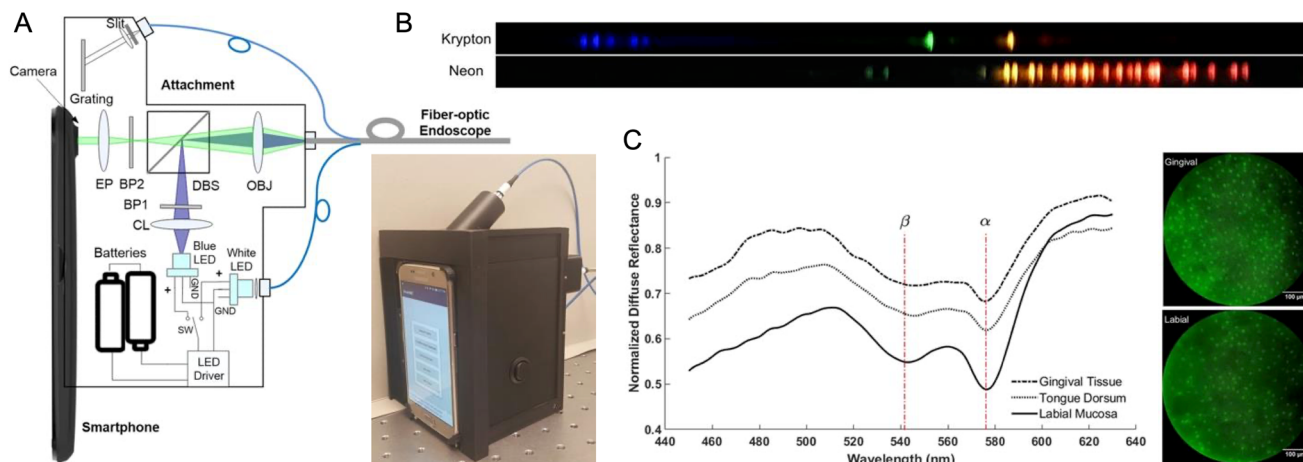 A
Slit
Camera
Grating
Attachment
Fiber-optic
Endoscope
EP
BP2
DBS
OBJ
BP1
CL
Batteries
Blue
LED
White
LED
+
GND
+
GND
SW
LED
Driver
Smartphone
B
Krypton
Neon
C
Normalized Diffuse Reflectance
1
0.9
0.8
0.7
0.6
0.5
0.4
β
α
Gingival Tissue
Tongue Dorsum
Labial Mucosa
440 460 480 500 520 540 560 580 600 620 640
Wavelength (nm)
Gingival
100 µm
Labial
100 µm